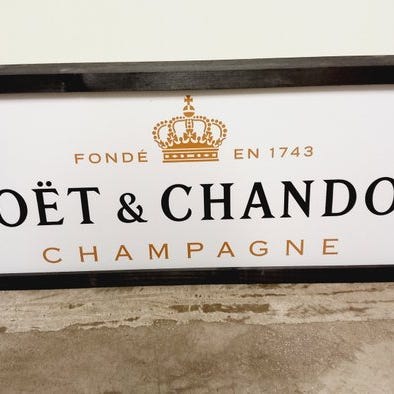 FONDÉ EN 1743
OËT & CHANDO
CHAMPAGNE